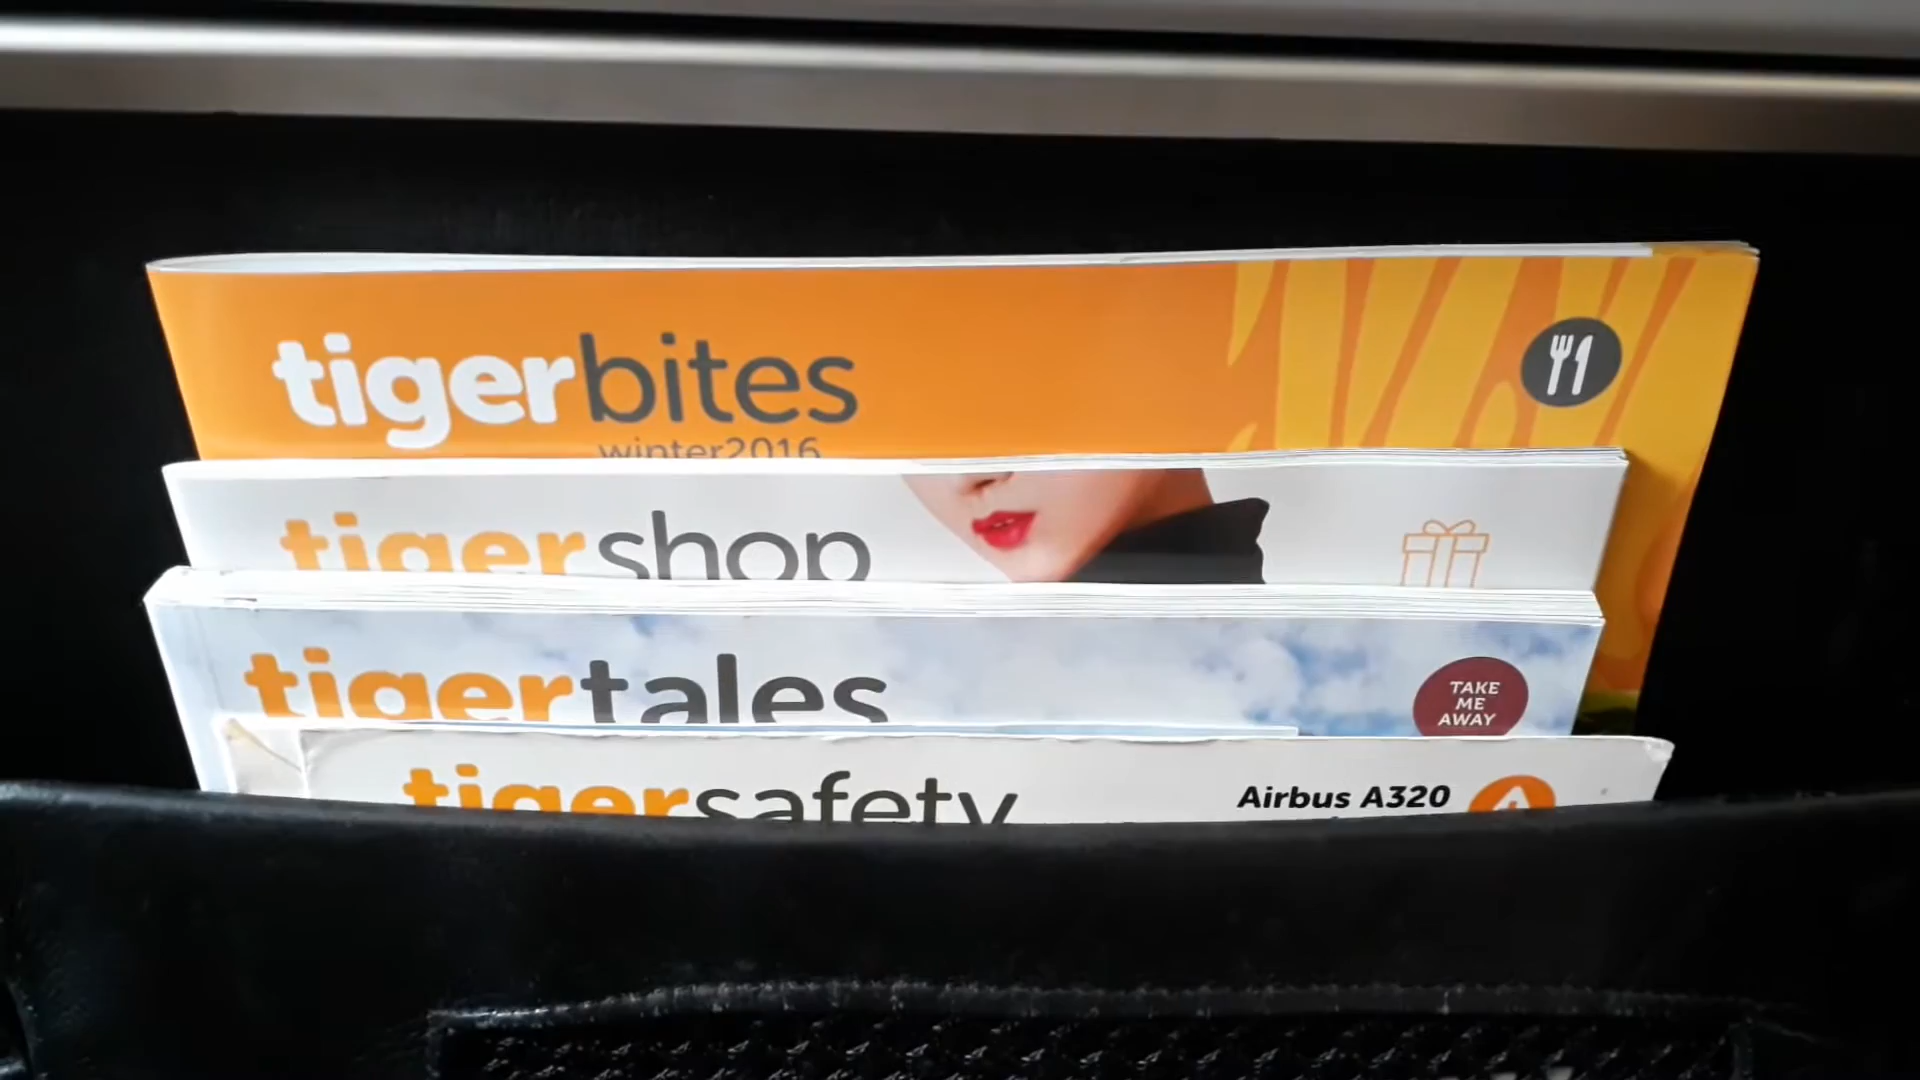 tigerbites
winter2016
tigershop
tigertales
TAKE
ME
AWAY
tigersafety
Airbus A320